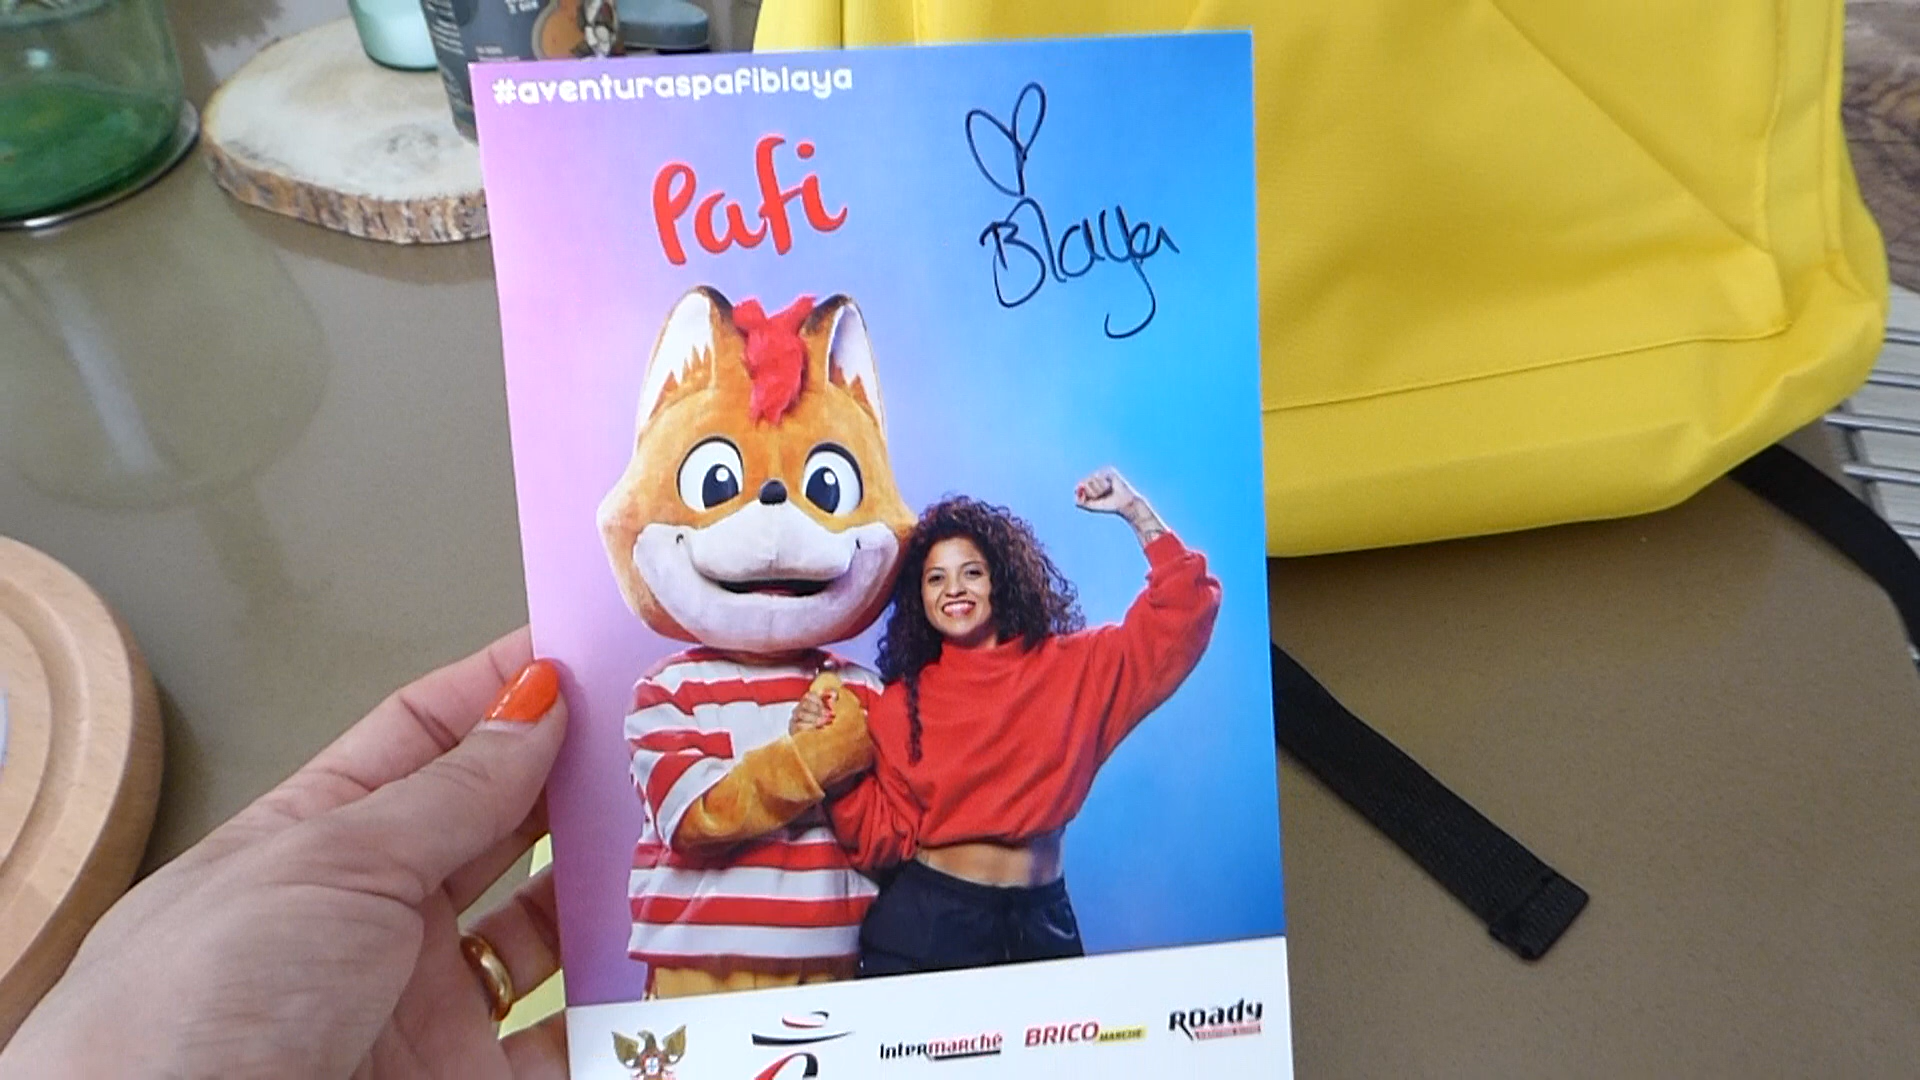 #aventuraspafiblaya
Pafi
Blaya
Intermarché
BRICO MARCHÉ
Roady